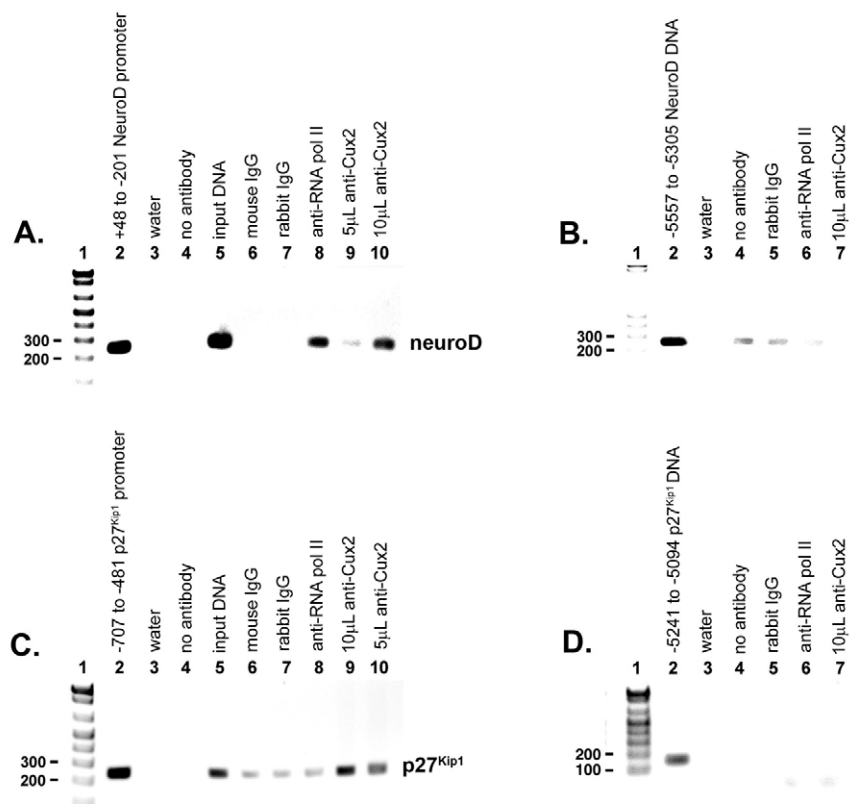 A.
+48 to -201 NeuroD promoter
water
no antibody
input DNA
mouse IgG
rabbit IgG
anti-RNA pol II
5μL anti-Cux2
10μL anti-Cux2
1 2 3 4 5 6 7 8 9 10
300
200
neuroD
B.
-5557 to -5305 NeuroD DNA
water
no antibody
rabbit IgG
anti-RNA pol II
10μL anti-Cux2
1 2 3 4 5 6 7
300
200
C.
-707 to -481 p27Kip1 promoter
water
no antibody
input DNA
mouse IgG
rabbit IgG
anti-RNA pol II
10μL anti-Cux2
5μL anti-Cux2
1 2 3 4 5 6 7 8 9 10
300
200
p27Kip1
D.
-5241 to -5094 p27Kip1 DNA
water
no antibody
rabbit IgG
anti-RNA pol II
10μL anti-Cux2
1 2 3 4 5 6 7
200
100